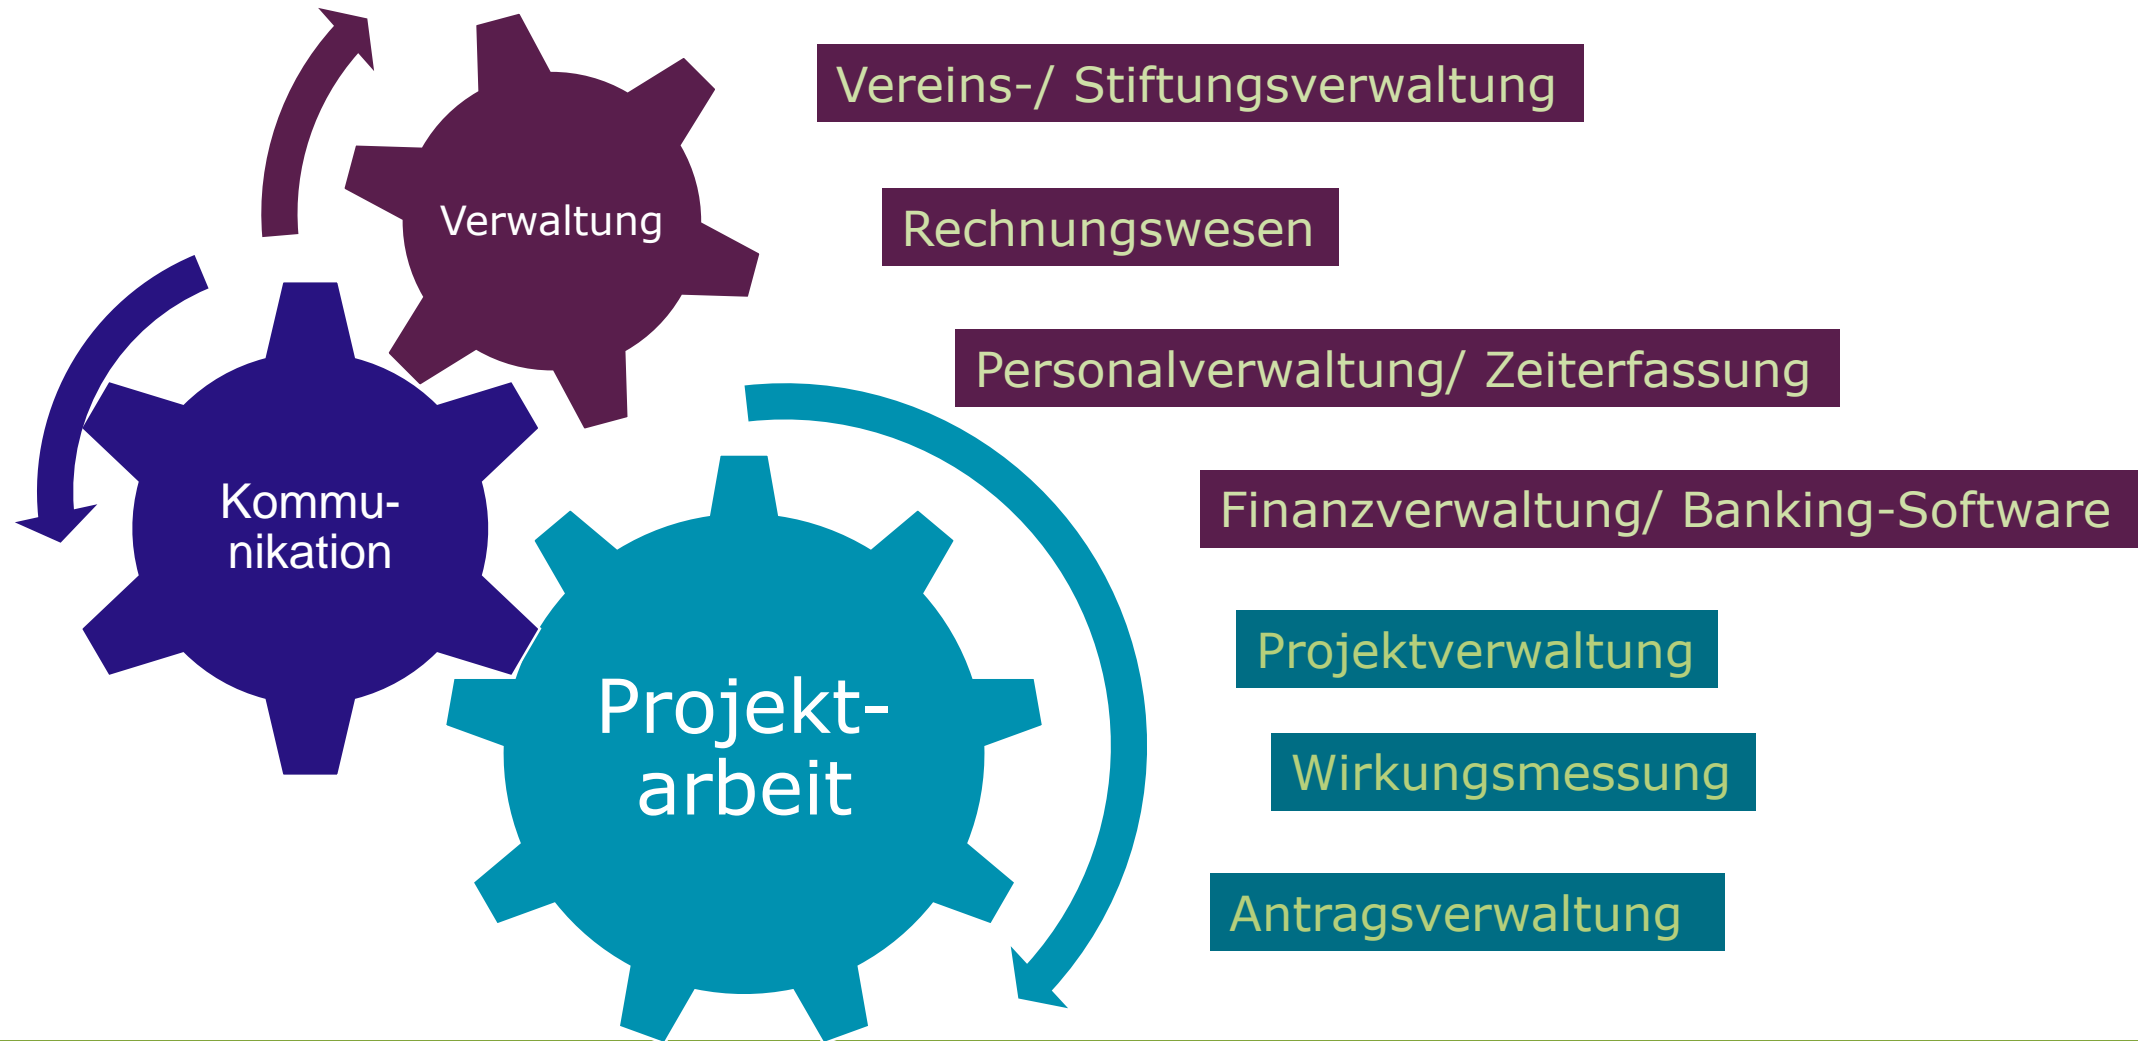 Verwaltung
Kommu-
nikation
Projekt-
arbeit
Vereins-/ Stiftungsverwaltung
Rechnungswesen
Personalverwaltung/ Zeiterfassung
Finanzverwaltung/ Banking-Software
Projektverwaltung
Wirkungsmessung
Antragsverwaltung